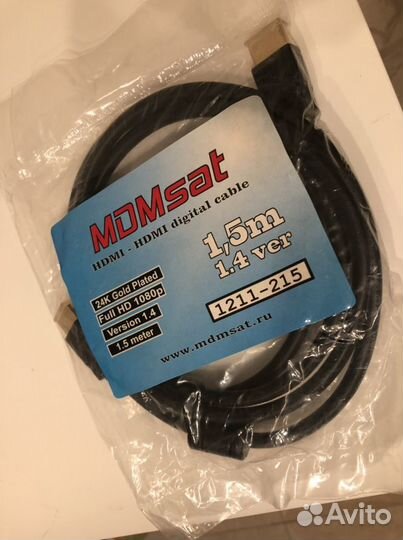 MDMsat
HDMI - HDMI digital cable
1,5m
1.4 ver
24K Gold Plated
Full HD 1080p
Version 1.4
1.5 meter
1211-215
www.mdmsat.ru
Avito